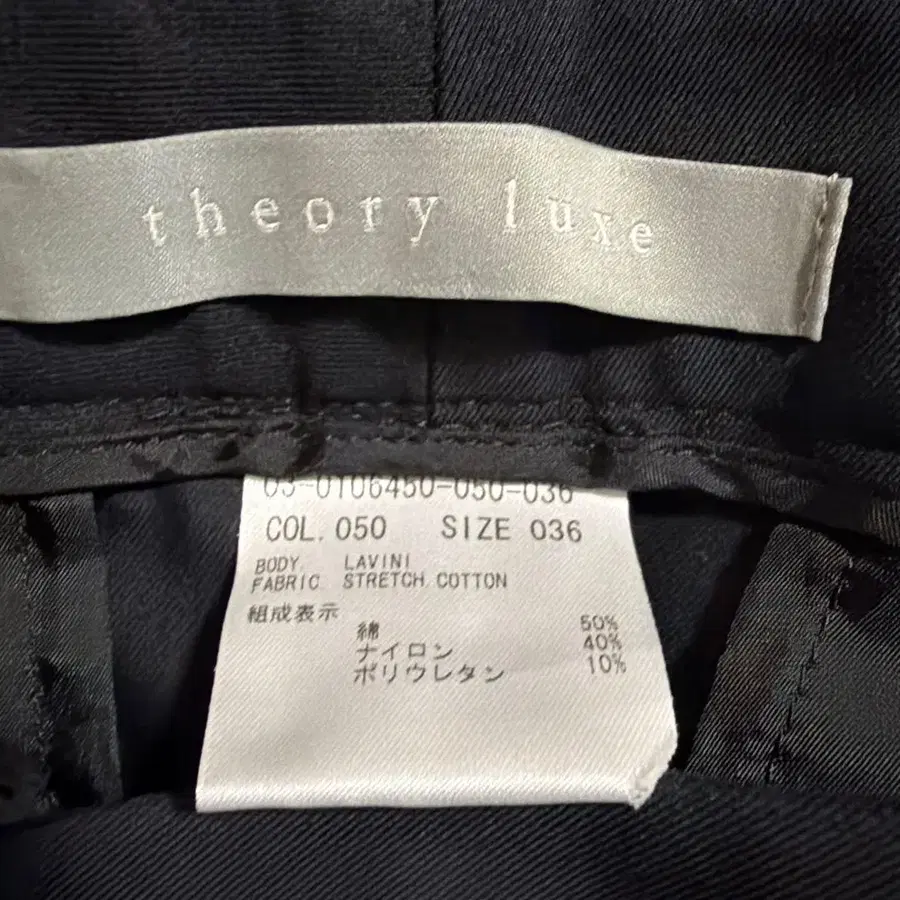 theory luxe
03-0106450-050-036
COL. 050 SIZE 036
BODY. LAVINI
FABRIC. STRETCH COTTON
組成表示
綿 50%
ナイロン 40%
ポリウレタン 10%